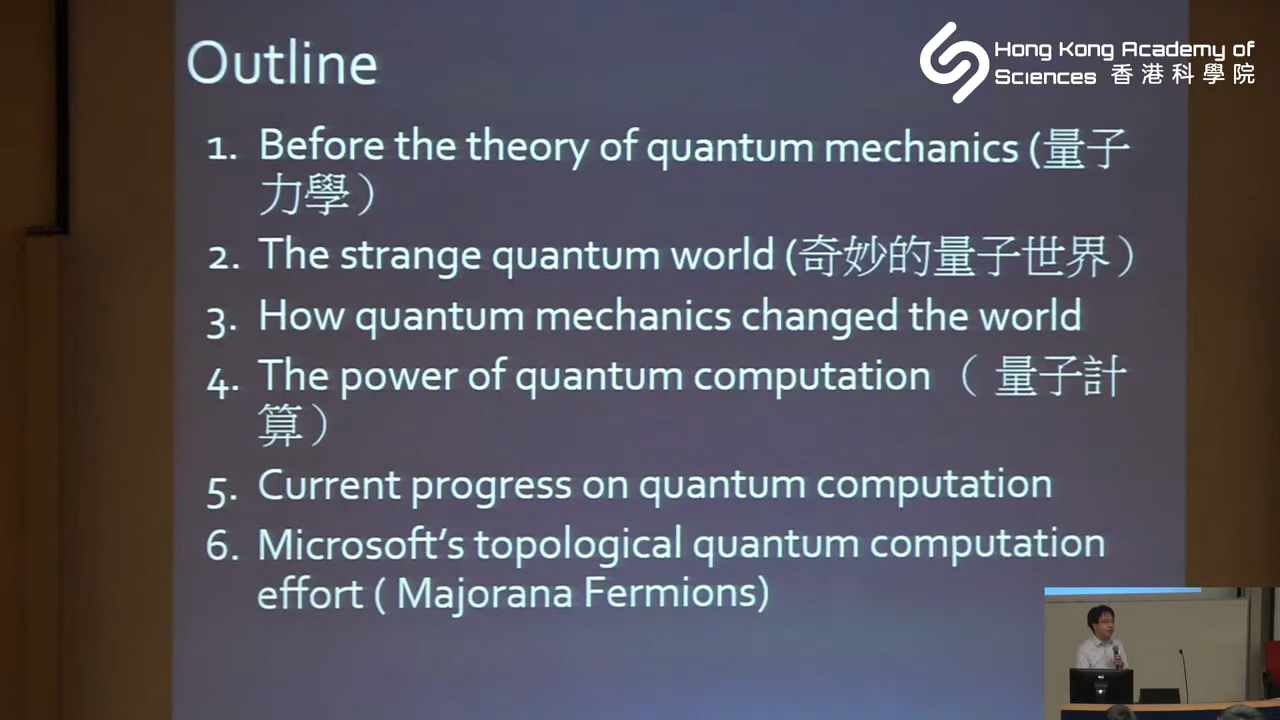 Outline
Hong Kong Academy of
Sciences 香港科學院
1. Before the theory of quantum mechanics (量子
力學）
2. The strange quantum world (奇妙的量子世界）
3. How quantum mechanics changed the world
4. The power of quantum computation （ 量子計
算）
5. Current progress on quantum computation
6. Microsoft’s topological quantum computation
effort ( Majorana Fermions)